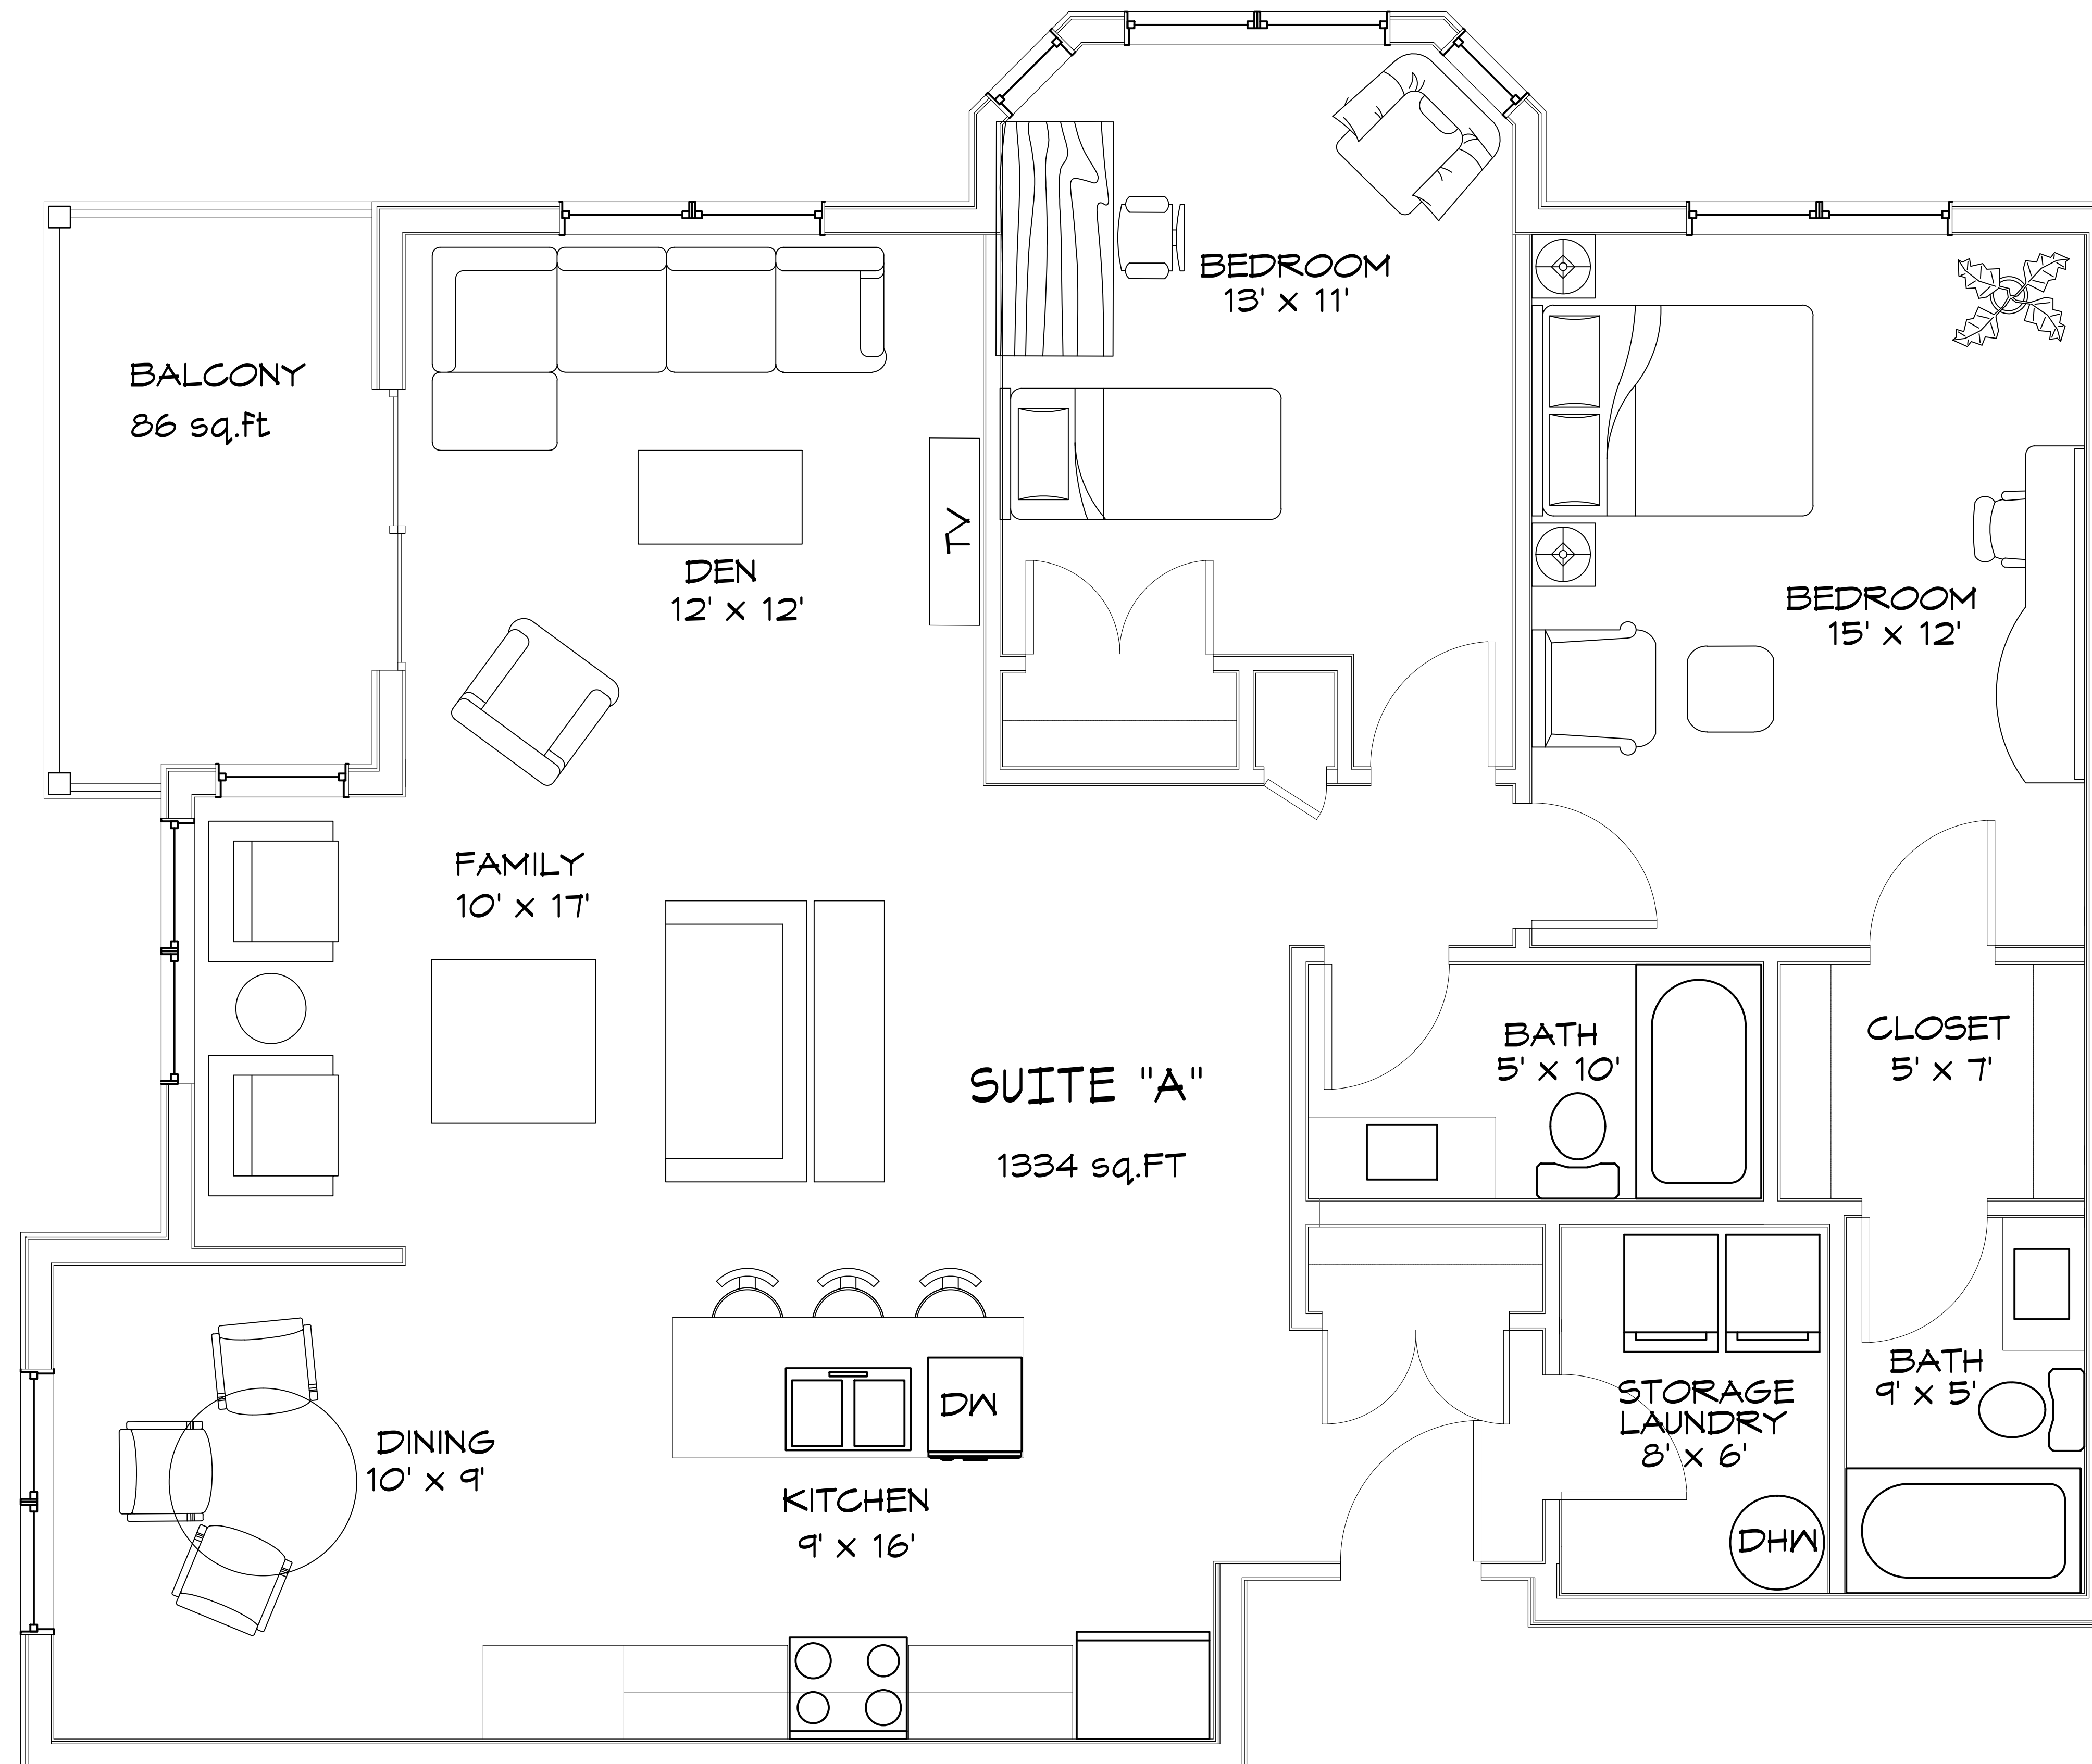 BEDROOM
13' x 11'
BALCONY
86 sq.ft
TV
DEN
12' x 12'
BEDROOM
15' x 12'
FAMILY
10' x 17'
SUITE "A"
1334 sq.FT
BATH
5' x 10'
CLOSET
5' x 7'
DINING
10' x 9'
DW
KITCHEN
9' x 16'
STORAGE
LAUNDRY
8' x 6'
BATH
9' x 5'
DHW